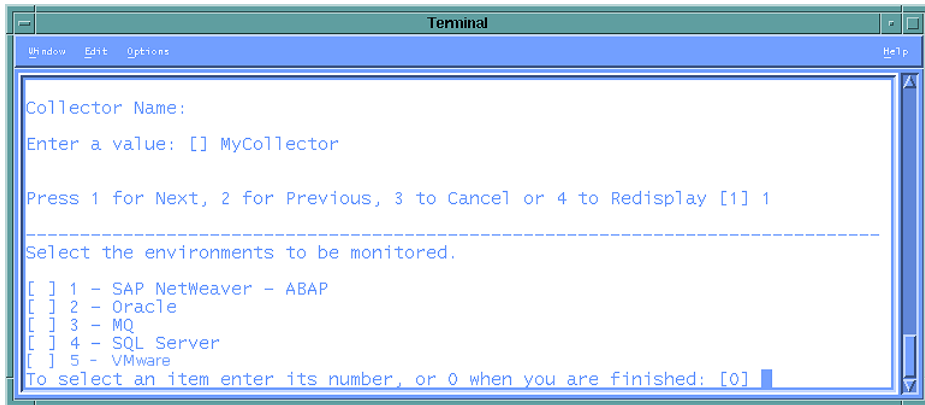 Terminal
Window Edit Options Help
Collector Name:
Enter a value: [] MyCollector
Press 1 for Next, 2 for Previous, 3 to Cancel or 4 to Redisplay [1] 1
-------------------------------------------------------------------------------
Select the environments to be monitored.
[ ] 1 – SAP NetWeaver – ABAP
[ ] 2 – Oracle
[ ] 3 – MQ
[ ] 4 – SQL Server
[ ] 5 - VMware
To select an item enter its number, or 0 when you are finished: [0]